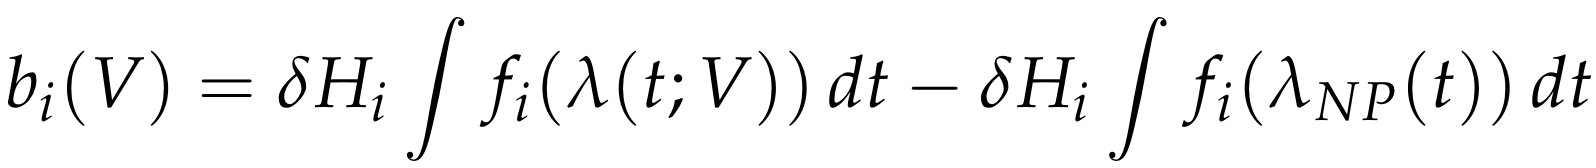 b_i(V) = δH_i ∫ f_i(λ(t; V)) dt − δH_i ∫ f_i(λ_{NP}(t)) dt